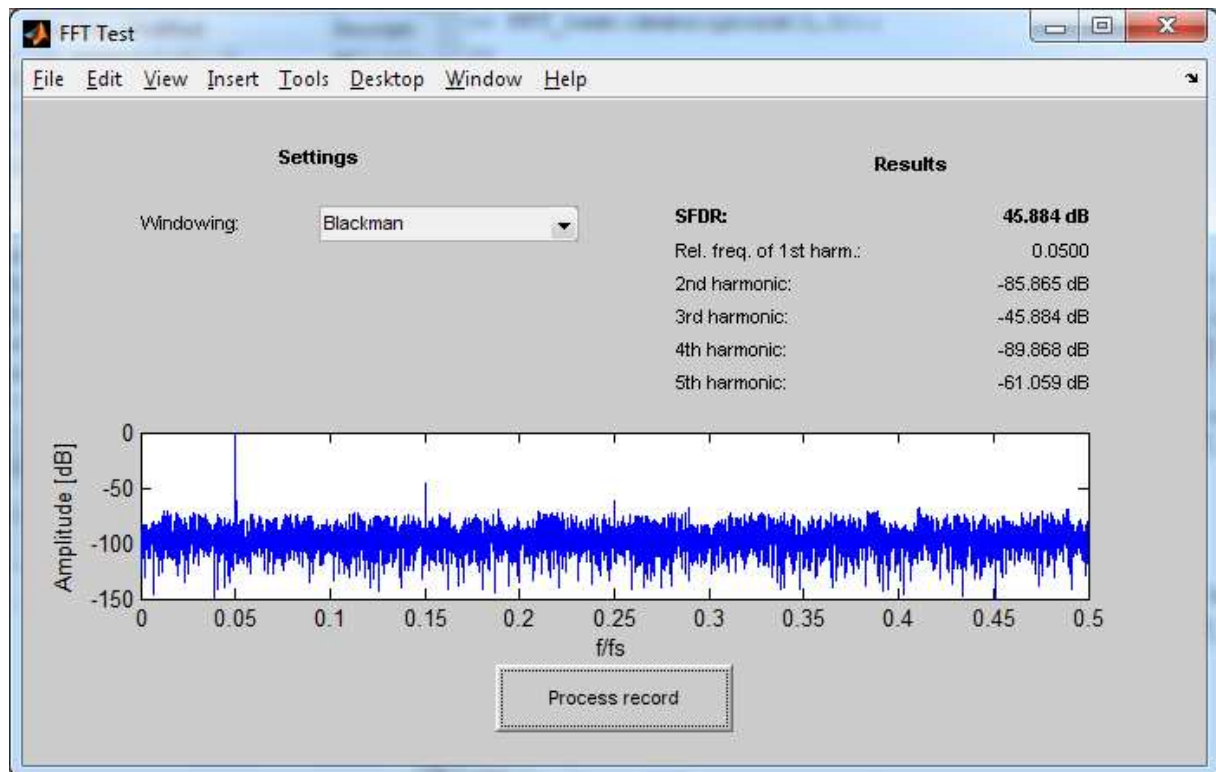 FFT Test
File Edit View Insert Tools Desktop Window Help
Settings
Windowing: Blackman
Results
SFDR: 45.884 dB
Rel. freq. of 1st harm.: 0.0500
2nd harmonic: -85.865 dB
3rd harmonic: -45.884 dB
4th harmonic: -89.868 dB
5th harmonic: -61.059 dB
Amplitude [dB]
0
-50
-100
-150
0 0.05 0.1 0.15 0.2 0.25 0.3 0.35 0.4 0.45 0.5
f/fs
Process record